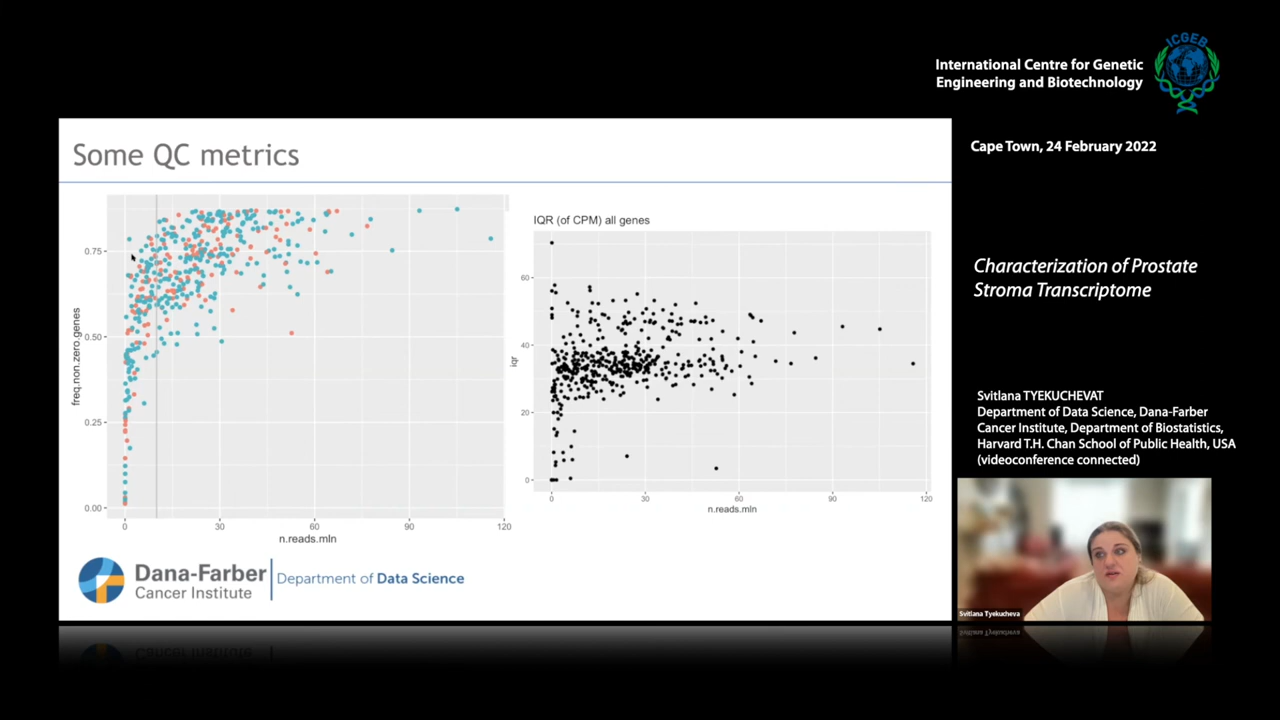 ICGEB
International Centre for Genetic
Engineering and Biotechnology
Cape Town, 24 February 2022
Some QC metrics
0.75
0.50
0.25
0.00
freq.non.zero.genes
0 30 60 90 120
n.reads.mln
IQR (of CPM) all genes
60
40
20
0
iqr
0 30 60 90 120
n.reads.mln
Dana-Farber
Cancer Institute
Department of Data Science
Characterization of Prostate
Stroma Transcriptome
Svitlana TYEKUCHEVAT
Department of Data Science, Dana-Farber
Cancer Institute, Department of Biostatistics,
Harvard T.H. Chan School of Public Health, USA
(videoconference connected)
Svitlana Tyekucheva